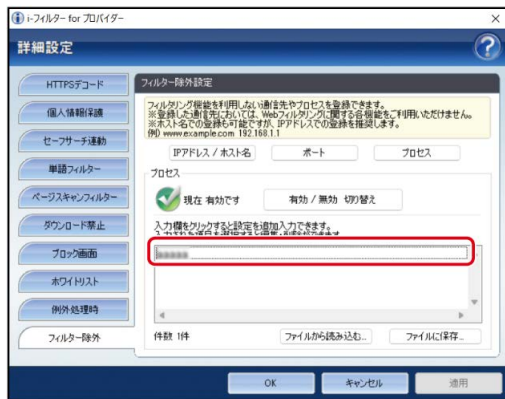 i-フィルター for プロバイダー
詳細設定
HTTPSデコード
個人情報保護
セーフサーチ連動
単語フィルター
ページスキャンフィルター
ダウンロード禁止
ブロック画面
ホワイトリスト
例外処理時
フィルター除外
フィルター除外設定
フィルタリング機能を利用しない通信先やプロセスを登録できます。
※登録した通信先においては、Webフィルタリングに関する各機能をご利用いただけません。
※ホスト名での登録も可能ですが、IPアドレスでの登録を推奨します。
例) www.example.com 192.168.1.1
IPアドレス / ホスト名
ポート
プロセス
プロセス
現在 有効です
有効 / 無効 切り替え
入力欄をクリックすると設定を追加入力できます。
件数 1件
ファイルから読み込む...
ファイルに保存...
OK
キャンセル
適用